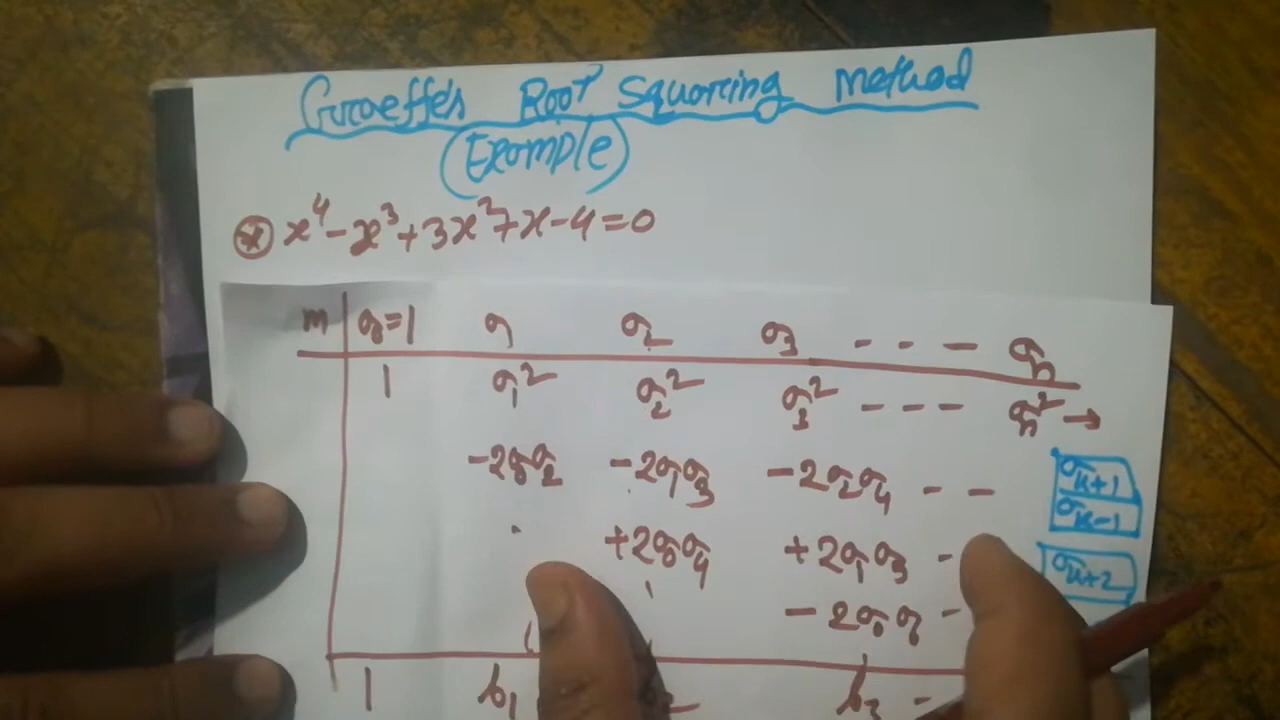 Graeffe's Root Squaring Method
(Example)
* x⁴-x³+3x²+x-4=0
m a₀=1 a₁ a₂ a₃ - - - aₙ
1 a₁² a₂² a₃² - - - aₙ² →
-2a₀a₂ -2a₁a₃ -2a₂a₄ - -
+2a₀a₄ +2a₁a₃ -
-2a₀a
aₖ₊₁
aₖ₋₁
aₖ₊₂
1 b₁ b₃ -